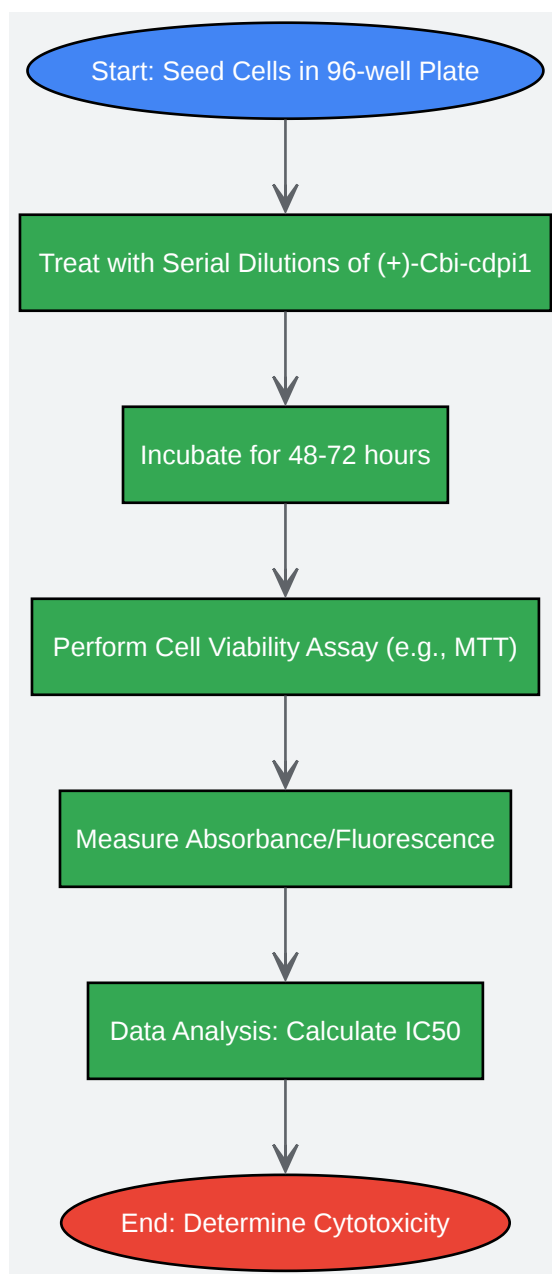 Start: Seed Cells in 96-well Plate
Treat with Serial Dilutions of (+)-Cbi-cdpi1
Incubate for 48-72 hours
Perform Cell Viability Assay (e.g., MTT)
Measure Absorbance/Fluorescence
Data Analysis: Calculate IC50
End: Determine Cytotoxicity